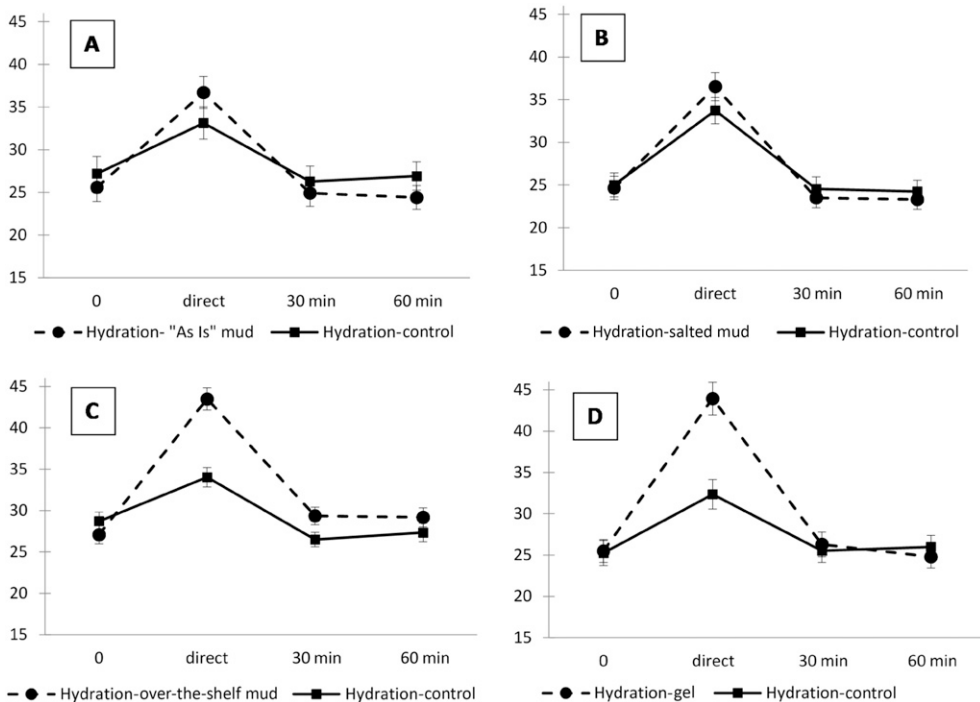 A
45
40
35
30
25
20
15
0 direct 30 min 60 min
Hydration- "As Is" mud Hydration-control
B
45
40
35
30
25
20
15
0 direct 30 min 60 min
Hydration-salted mud Hydration-control
C
45
40
35
30
25
20
15
0 direct 30 min 60 min
Hydration-over-the-shelf mud Hydration-control
D
45
40
35
30
25
20
15
0 direct 30 min 60 min
Hydration-gel Hydration-control